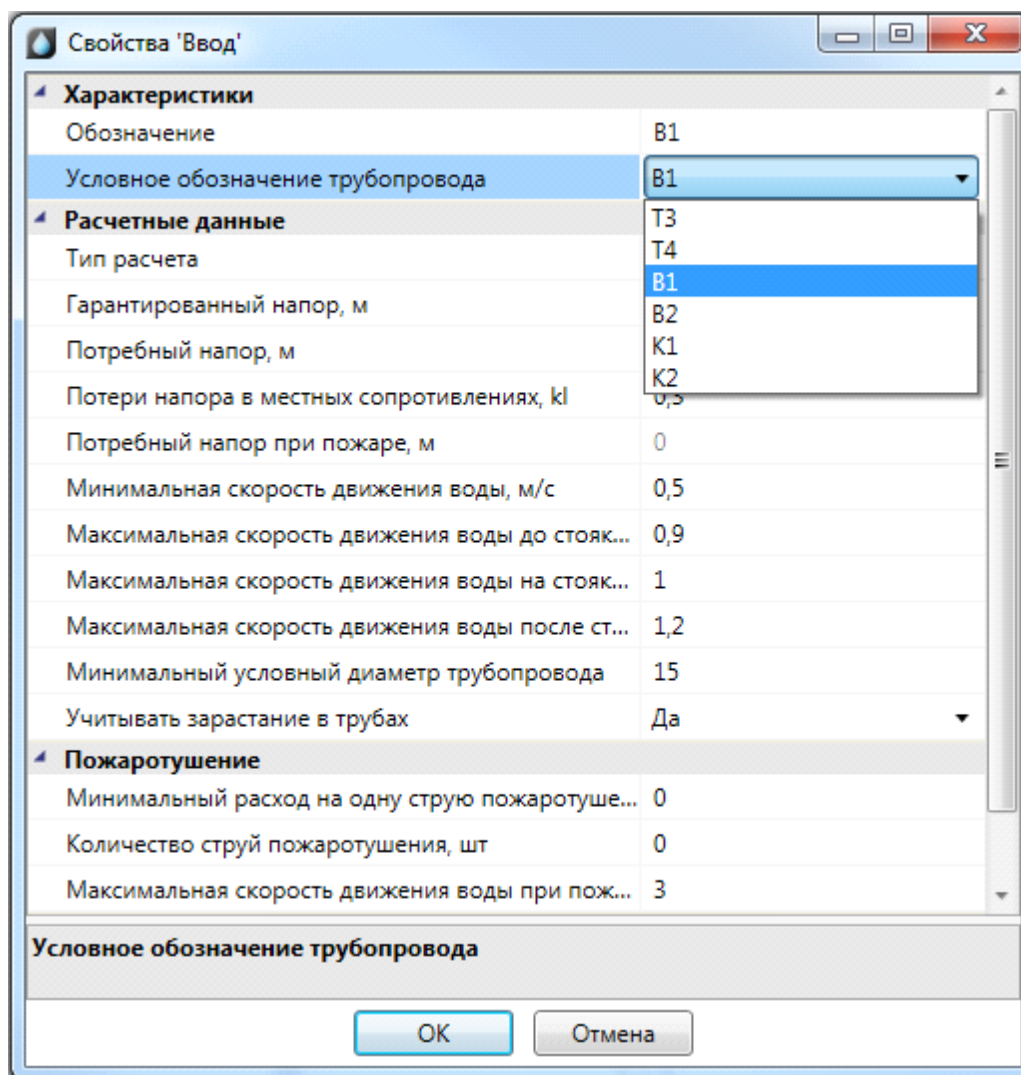 Свойства 'Ввод'
Характеристики
Обозначение В1
Условное обозначение трубопровода В1
Расчетные данные Т3
Т4
Тип расчета
В1
Гарантированный напор, м В2
Потребный напор, м К1
К2
Потери напора в местных сопротивлениях, kl 0,3
Потребный напор при пожаре, м 0
Минимальная скорость движения воды, м/с 0,5
Максимальная скорость движения воды до стояк... 0,9
Максимальная скорость движения воды на стояк... 1
Максимальная скорость движения воды после ст... 1,2
Минимальный условный диаметр трубопровода 15
Учитывать зарастание в трубах Да
Пожаротушение
Минимальный расход на одну струю пожаротуше... 0
Количество струй пожаротушения, шт 0
Максимальная скорость движения воды при пож... 3
Условное обозначение трубопровода
ОК Отмена